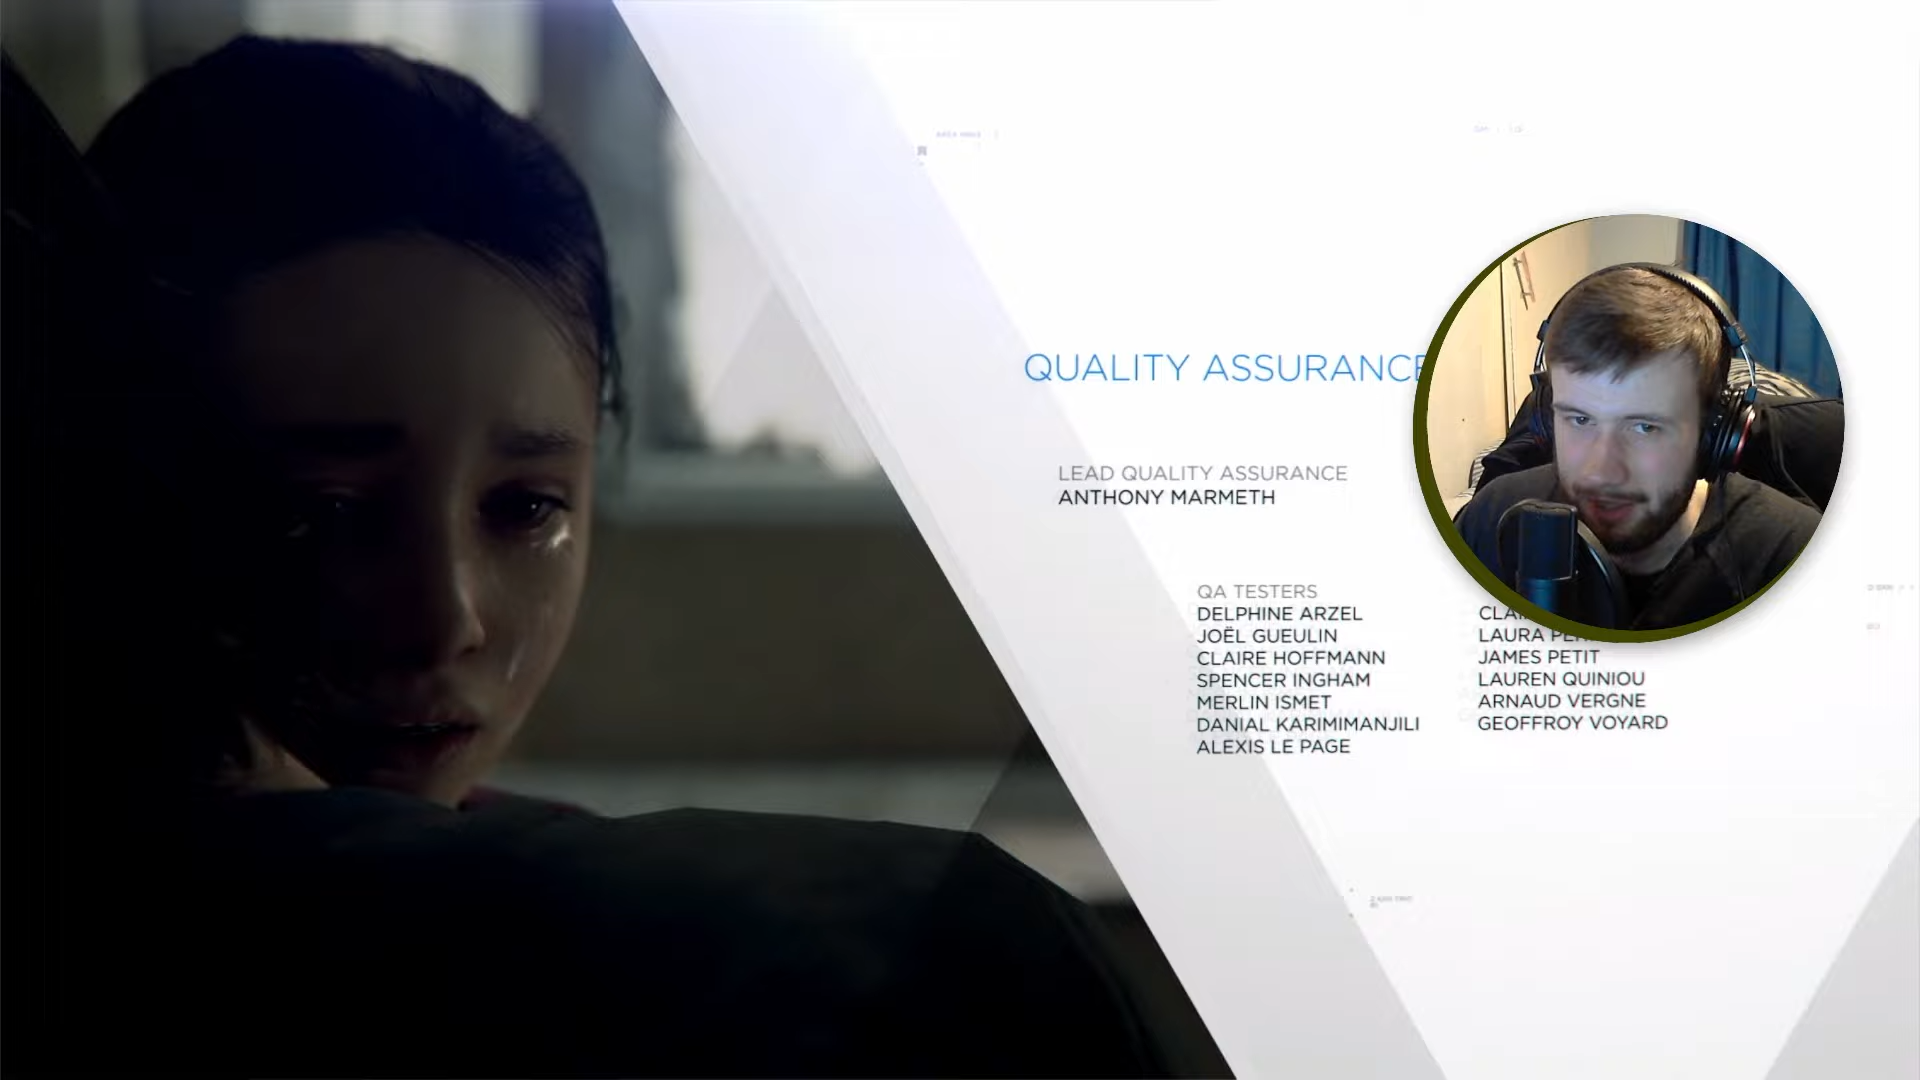 QUALITY ASSURANCE
LEAD QUALITY ASSURANCE
ANTHONY MARMETH
QA TESTERS
DELPHINE ARZEL
JOËL GUEULIN
CLAIRE HOFFMANN
SPENCER INGHAM
MERLIN ISMET
DANIAL KARIMIMANJILI
ALEXIS LE PAGE
LAURA
JAMES PETIT
LAUREN QUINIOU
ARNAUD VERGNE
GEOFFROY VOYARD